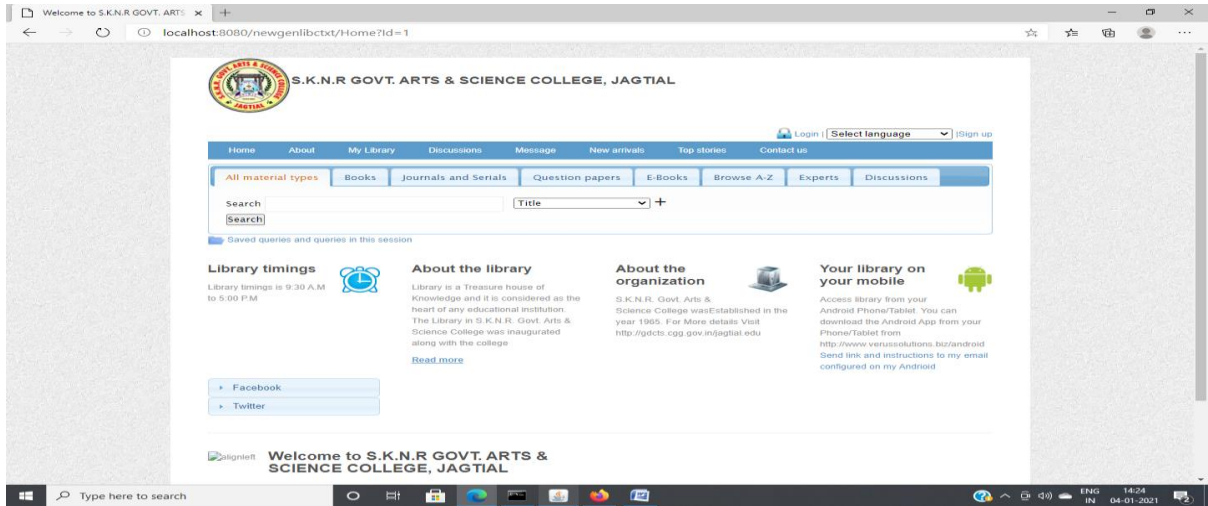 Welcome to S.K.N.R GOVT. ARTS
localhost:8080/newgenlibctxt/Home?Id=1
S.K.N.R GOVT. ARTS & SCIENCE COLLEGE, JAGTIAL
JAGTIAL
Login | Select language |Sign up
Home About My Library Discussions Message New arrivals Top stories Contact us
All material types Books Journals and Serials Question papers E-Books Browse A-Z Experts Discussions
Search Title +
Search
Saved queries and queries in this session
Library timings
Library timings is 9:30 A.M
to 5:00 P.M
About the library
Library is a Treasure house of
Knowledge and it is considered as the
heart of any educational institution.
The Library in S.K.N.R. Govt. Arts &
Science College was inaugurated
along with the college
Read more
About the
organization
S.K.N.R. Govt. Arts &
Science College wasEstablished in the
year 1965. For More details Visit
http://gdcts.cgg.gov.in/jagtial.edu
Your library on
your mobile
Access library from your
Android Phone/Tablet. You can
download the Android App from your
Phone/Tablet from
http://www.verussolutions.biz/android
Send link and instructions to my email
configured on my Andrioid
Facebook
Twitter
alignleft
Welcome to S.K.N.R GOVT. ARTS &
SCIENCE COLLEGE, JAGTIAL
Type here to search
ENG
IN
14:24
04-01-2021
2